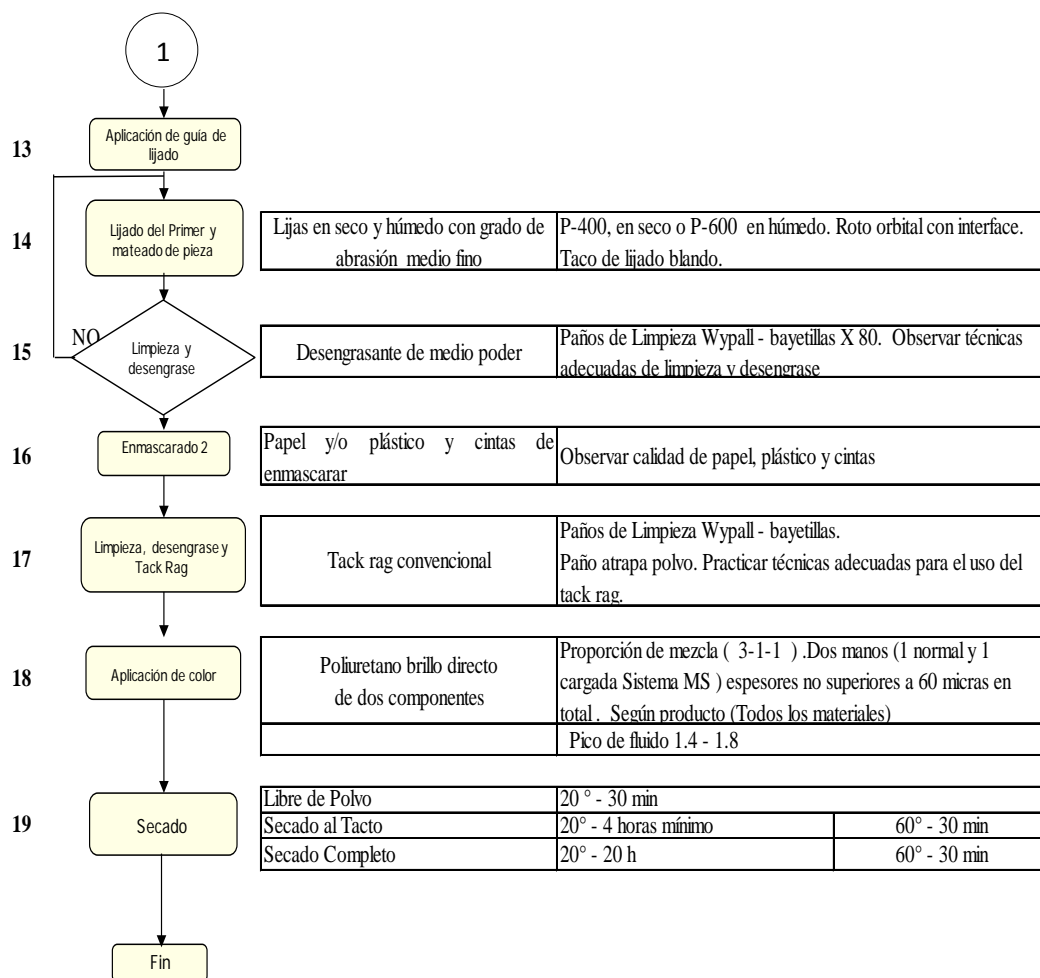 1
13
Aplicación de guía de
lijado
14
Lijado del Primer y
mateado de pieza
Lijas en seco y húmedo con grado de
abrasión medio fino
P-400, en seco o P-600 en húmedo. Roto orbital con interface.
Taco de lijado blando.
NO
15
Limpieza y
desengrase
Desengrasante de medio poder
Paños de Limpieza Wypall - bayetillas X 80. Observar técnicas
adecuadas de limpieza y desengrase
16
Enmascarado 2
Papel y/o plástico y cintas de
enmascarar
Observar calidad de papel, plástico y cintas
17
Limpieza, desengrase y
Tack Rag
Tack rag convencional
Paños de Limpieza Wypall - bayetillas.
Paño atrapa polvo. Practicar técnicas adecuadas para el uso del
tack rag.
18
Aplicación de color
Poliuretano brillo directo
de dos componentes
Proporción de mezcla ( 3-1-1 ) .Dos manos (1 normal y 1
cargada Sistema MS ) espesores no superiores a 60 micras en
total . Según producto (Todos los materiales)
Pico de fluido 1.4 - 1.8
19
Secado
Libre de Polvo 20 ° - 30 min
Secado al Tacto 20° - 4 horas mínimo 60° - 30 min
Secado Completo 20° - 20 h 60° - 30 min
Fin